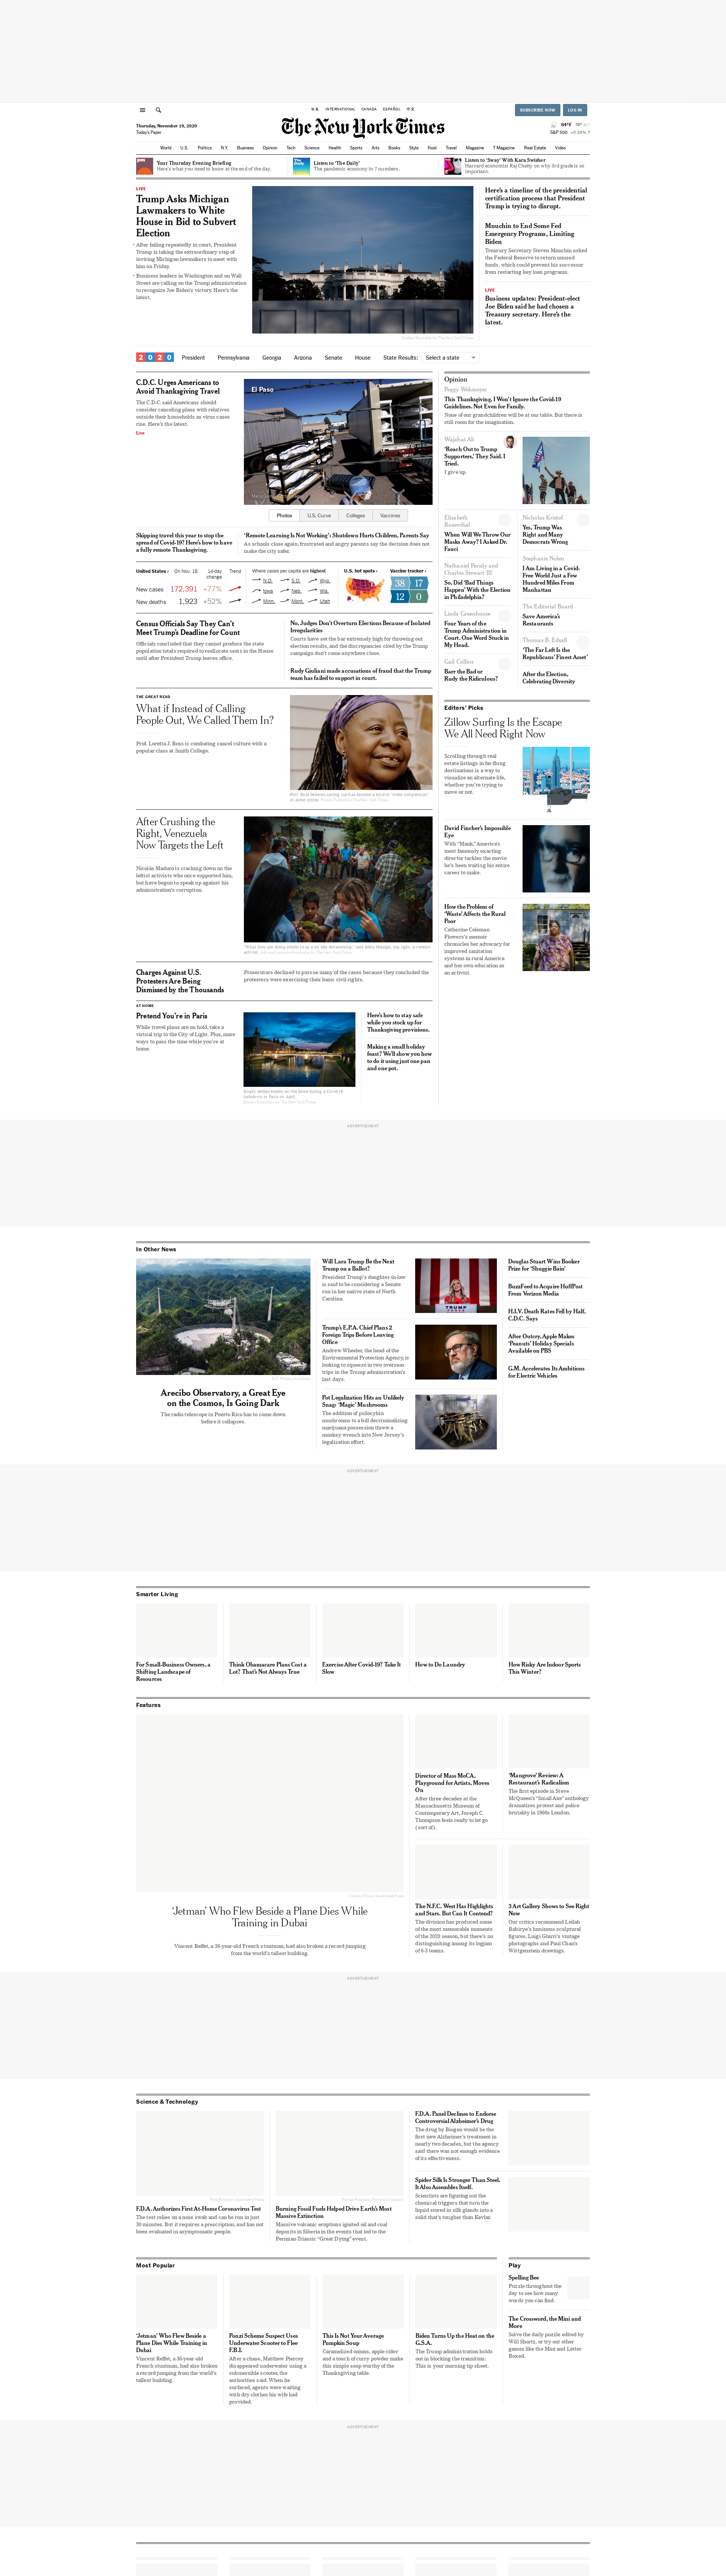 U.S. INTERNATIONAL CANADA ESPAÑOL 中文
SUBSCRIBE NOW LOG IN
Thursday, November 19, 2020
Today's Paper
The New York Times
64°F
S&P 500 +0.39% ↑
World U.S. Politics N.Y. Business Opinion Tech Science Health Sports Arts Books Style Food Travel Magazine T Magazine Real Estate Video
Your Thursday Evening Briefing
Here's what you need to know at the end of the day.
Listen to 'The Daily'
The pandemic economy in 7 numbers.
Listen to 'Sway' With Kara Swisher
Harvard economist Raj Chetty on why 3rd grade is so
important.
LIVE
Trump Asks Michigan
Lawmakers to White
House in Bid to Subvert
Election
• After failing repeatedly in court, President
Trump is taking the extraordinary step of
inviting Michigan lawmakers to meet with
him on Friday.
• Business leaders in Washington and on Wall
Street are calling on the Trump administration
to recognize Joe Biden's victory. Here's the
latest.
Here's a timeline of the presidential
certification process that President
Trump is trying to disrupt.
Mnuchin to End Some Fed
Emergency Programs, Limiting
Biden
Treasury Secretary Steven Mnuchin asked
the Federal Reserve to return unused
funds, which could prevent his successor
from restarting key loan programs.
LIVE
Business updates: President-elect
Joe Biden said he had chosen a
Treasury secretary. Here's the
latest.
2020 President Pennsylvania Georgia Arizona Senate House State Results: Select a state
C.D.C. Urges Americans to
Avoid Thanksgiving Travel
The C.D.C. said Americans should
consider canceling plans with relatives
outside their households as virus cases
rise. Here's the latest.
Live
El Paso
Photos U.S. Curve Colleges Vaccines
Skipping travel this year to stop the
spread of Covid-19? Here's how to have
a fully remote Thanksgiving.
'Remote Learning Is Not Working': Shutdown Hurts Children, Parents Say
As schools close again, frustrated and angry parents say the decision does not
make the city safer.
United States › On Nov. 18 14-day change Trend
New cases 172,391 +77%
New deaths 1,923 +52%
Where cases per capita are highest
N.D. S.D. Wyo.
Iowa Neb. Wis.
Minn. Mont. Utah
U.S. hot spots ›
Vaccine tracker ›
38 17
12 0
Census Officials Say They Can't
Meet Trump's Deadline for Count
Officials concluded that they cannot produce the state
population totals required to reallocate seats in the House
until after President Trump leaves office.
No, Judges Don't Overturn Elections Because of Isolated
Irregularities
Courts have set the bar extremely high for throwing out
election results, and the discrepancies cited by the Trump
campaign don't come anywhere close.
Rudy Giuliani made accusations of fraud that the Trump
team has failed to support in court.
THE GREAT READ
What if Instead of Calling
People Out, We Called Them In?
Prof. Loretta J. Ross is combating cancel culture with a
popular class at Smith College.
After Crushing the
Right, Venezuela
Now Targets the Left
Nicolás Maduro is cracking down on the
leftist activists who once supported him,
but have begun to speak up against his
administration's corruption.
Charges Against U.S.
Protesters Are Being
Dismissed by the Thousands
Prosecutors declined to pursue many of the cases because they concluded the
protesters were exercising their basic civil rights.
AT HOME
Pretend You're in Paris
While travel plans are on hold, take a
virtual trip to the City of Light. Plus, more
ways to pass the time while you're at
home.
Here's how to stay safe
while you stock up for
Thanksgiving provisions.
Making a small holiday
feast? We'll show you how
to do it using just one pan
and one pot.
Opinion
Peggy Wehmeyer
This Thanksgiving, I Won't Ignore the Covid-19
Guidelines. Not Even for Family.
None of our grandchildren will be at our table. But there is
still room for the imagination.
Wajahat Ali
'Reach Out to Trump
Supporters,' They Said. I
Tried.
I give up.
Elisabeth
Rosenthal
When Will We Throw Our
Masks Away? I Asked Dr.
Fauci
Nathaniel Persily and
Charles Stewart III
So, Did 'Bad Things
Happen' With the Election
in Philadelphia?
Linda Greenhouse
Four Years of the
Trump Administration in
Court. One Word Stuck in
My Head.
Gail Collins
Barr the Bad or
Rudy the Ridiculous?
Nicholas Kristof
Yes, Trump Was
Right and Many
Democrats Wrong
Stephanie Nolen
I Am Living in a Covid-
Free World Just a Few
Hundred Miles From
Manhattan
The Editorial Board
Save America's
Restaurants
Thomas B. Edsall
'The Far Left Is the
Republicans' Finest Asset'
After the Election,
Celebrating Diversity
Editors' Picks
Zillow Surfing Is the Escape
We All Need Right Now
Scrolling through real
estate listings in far-flung
destinations is a way to
visualize an alternate life,
whether you're trying to
move or not.
David Fincher's Impossible
Eye
With "Mank," America's
most famously exacting
director tackles the movie
he's been waiting his entire
career to make.
How the Problem of
'Waste' Affects the Rural
Poor
Catherine Coleman
Flowers's memoir
chronicles her advocacy for
improved sanitation
systems in rural America
and her own education as
an activist.
ADVERTISEMENT
In Other News
Arecibo Observatory, a Great Eye
on the Cosmos, Is Going Dark
The radio telescope in Puerto Rico has to come down
before it collapses.
Will Lara Trump Be the Next
Trump on a Ballot?
President Trump's daughter-in-law
is said to be considering a Senate
run in her native state of North
Carolina.
Trump's E.P.A. Chief Plans 2
Foreign Trips Before Leaving
Office
Andrew Wheeler, the head of the
Environmental Protection Agency, is
looking to squeeze in two overseas
trips in the Trump administration's
last days.
Pot Legalization Hits an Unlikely
Snag: 'Magic' Mushrooms
The addition of psilocybin
mushrooms to a bill decriminalizing
marijuana possession threw a
monkey wrench into New Jersey's
legalization effort.
Douglas Stuart Wins Booker
Prize for 'Shuggie Bain'
BuzzFeed to Acquire HuffPost
From Verizon Media
H.I.V. Death Rates Fell by Half,
C.D.C. Says
After Outcry, Apple Makes
'Peanuts' Holiday Specials
Available on PBS
G.M. Accelerates Its Ambitions
for Electric Vehicles
ADVERTISEMENT
Smarter Living
For Small-Business Owners, a
Shifting Landscape of
Resources
Think Obamacare Plans Cost a
Lot? That's Not Always True
Exercise After Covid-19? Take It
Slow
How to Do Laundry
How Risky Are Indoor Sports
This Winter?
Features
'Jetman' Who Flew Beside a Plane Dies While
Training in Dubai
Vincent Reffet, a 36-year-old French stuntman, had also broken a record jumping
from the world's tallest building.
Director of Mass MoCA,
Playground for Artists, Moves
On
After three decades at the
Massachusetts Museum of
Contemporary Art, Joseph C.
Thompson feels ready to let go
(sort of).
'Mangrove' Review: A
Restaurant's Radicalism
The first episode in Steve
McQueen's "Small Axe" anthology
dramatizes protest and police
brutality in 1960s London.
The N.F.C. West Has Highlights
and Stars. But Can It Contend?
The division has produced some
of the most memorable moments
of the 2020 season, but there's no
distinguishing among its logjam
of 6-3 teams.
3 Art Gallery Shows to See Right
Now
Our critics recommend Leilah
Babirye's luminous sculptural
figures, Luigi Ghirri's vintage
photographs and Paul Chan's
Wittgenstein drawings.
ADVERTISEMENT
Science & Technology
F.D.A. Authorizes First At-Home Coronavirus Test
The test relies on a nose swab and can be run in just
30 minutes. But it requires a prescription, and has not
been evaluated in asymptomatic people.
Burning Fossil Fuels Helped Drive Earth's Most
Massive Extinction
Massive volcanic eruptions ignited oil and coal
deposits in Siberia in the events that led to the
Permian-Triassic "Great Dying" event.
F.D.A. Panel Declines to Endorse
Controversial Alzheimer's Drug
The drug by Biogen would be the
first new Alzheimer's treatment in
nearly two decades, but the agency
said there was not enough evidence
of its effectiveness.
Spider Silk Is Stronger Than Steel.
It Also Assembles Itself.
Scientists are figuring out the
chemical triggers that turn the
liquid stored in silk glands into a
solid that's tougher than Kevlar.
Most Popular
'Jetman' Who Flew Beside a
Plane Dies While Training in
Dubai
Vincent Reffet, a 36-year-old
French stuntman, had also broken
a record jumping from the world's
tallest building.
Ponzi Scheme Suspect Uses
Underwater Scooter to Flee
F.B.I.
After a chase, Matthew Piercey
disappeared underwater using a
submersible scooter, the
authorities said. When he
surfaced, agents were waiting
with dry clothes his wife had
provided.
This Is Not Your Average
Pumpkin Soup
Caramelized onions, apple cider
and a touch of curry powder make
this simple soup worthy of the
Thanksgiving table.
Biden Turns Up the Heat on the
G.S.A.
The Trump administration holds
out in blocking the transition:
This is your morning tip sheet.
Play
Spelling Bee
Puzzle throughout the
day to see how many
words you can find.
The Crossword, the Mini and
More
Solve the daily puzzle edited by
Will Shortz, or try out other
games like the Mini and Letter
Boxed.
ADVERTISEMENT